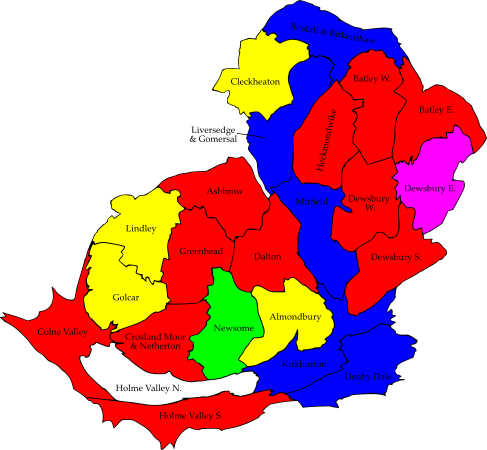 Birstall & Birkenshaw
Cleckheaton
Batley W.
Batley E.
Liversedge
& Gomersal
Heckmondwike
Dewsbury E.
Ashbrow
Mirfield
Dewsbury
W.
Lindley
Greenhead
Dalton
Dewsbury S.
Golcar
Almondbury
Newsome
Colne Valley
Crosland Moor
& Netherton
Kirkburton
Denby Dale
Holme Valley N.
Holme Valley S.